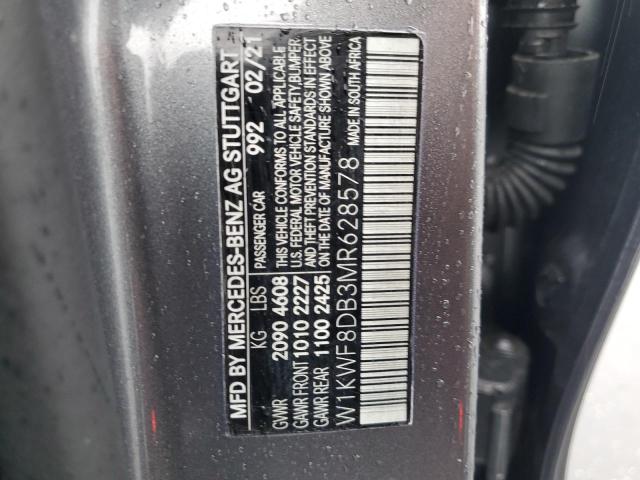 MFD BY MERCEDES-BENZ AG STUTTGART
KG LBS PASSENGER CAR 992 02/21
GVWR 2090 4608 THIS VEHICLE CONFORMS TO ALL APPLICABLE
GAWR FRONT 1010 2227 U.S. FEDERAL MOTOR VEHICLE SAFETY, BUMPER
GAWR REAR 1100 2425 AND THEFT PREVENTION STANDARDS IN EFFECT
ON THE DATE OF MANUFACTURE SHOWN ABOVE
W1KWF8DB3MR628578 MADE IN SOUTH AFRICA